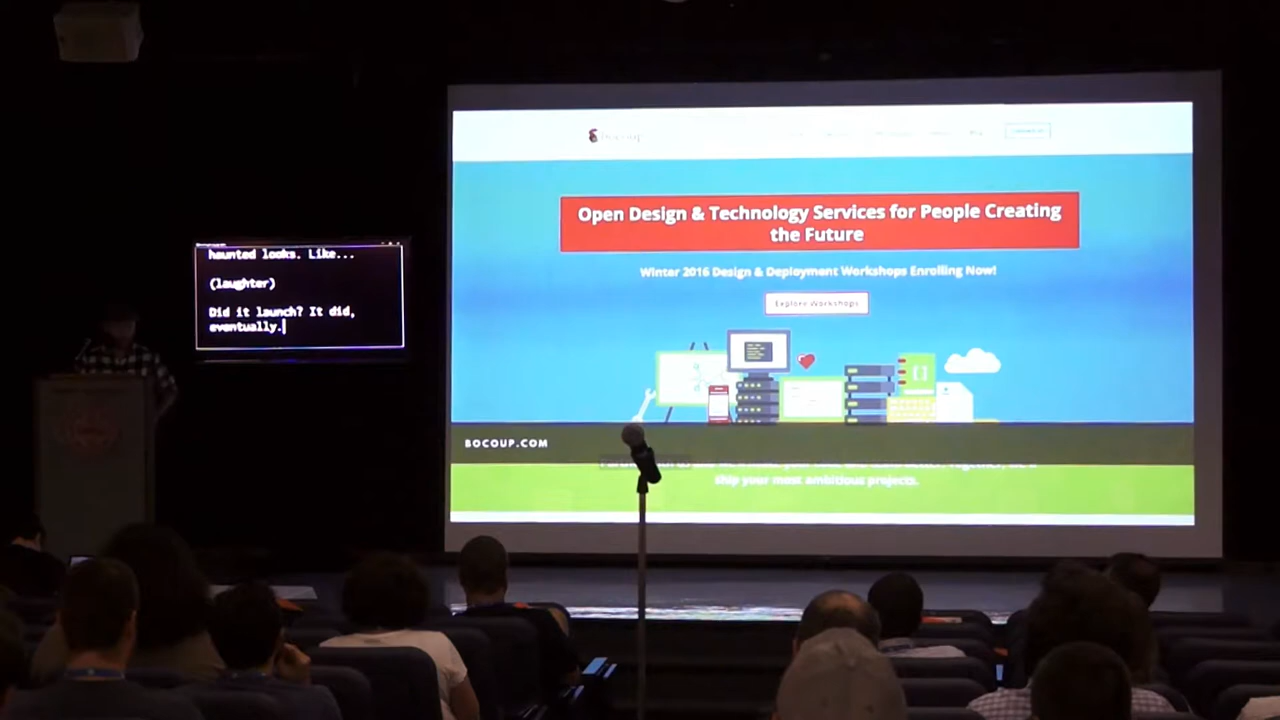 haunted looks. Like...
(laughter)
Did it launch? It did,
eventually.
bocoup
Open Design & Technology Services for People Creating
the Future
Winter 2016 Design & Deployment Workshops Enrolling Now!
Explore Workshops
[ ]
BOCOUP.COM
ship your most ambitious projects.